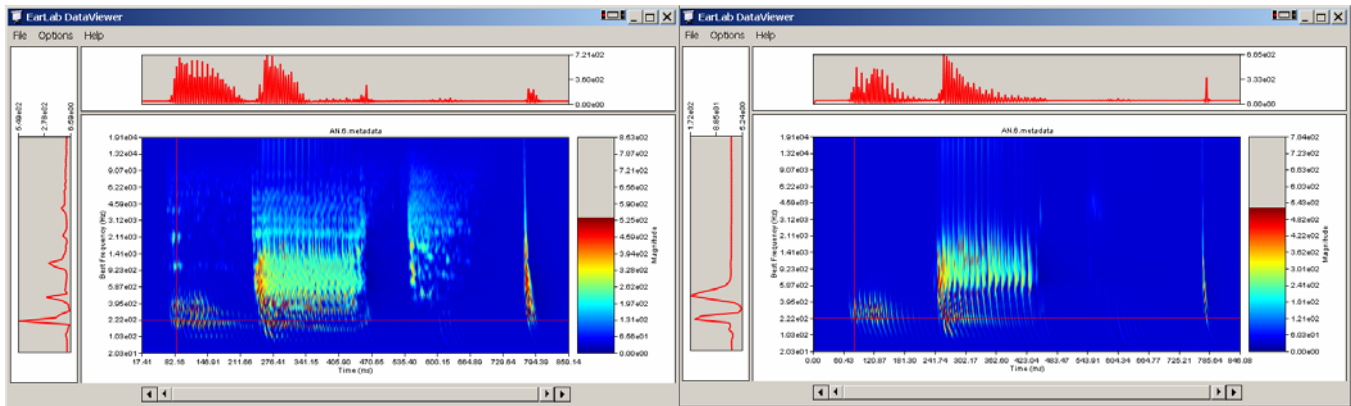 EarLab DataViewer
File Options Help
7.21e02
3.60e02
0.00e00
5.49e02 2.78e02 6.59e00
AN.6.metadata
Best Frequency (Hz)
1.91e04
1.32e04
9.07e03
6.22e03
4.59e03
3.12e03
2.11e03
1.41e03
9.23e02
5.87e02
3.95e02
2.22e02
1.03e02
2.03e01
17.41 82.16 146.91 211.66 276.41 341.15 405.90 470.65 535.40 600.15 664.89 729.64 794.39 859.14
Time (ms)
8.63e02
7.87e02
7.21e02
6.56e02
5.90e02
5.25e02
4.59e02
3.94e02
3.28e02
2.62e02
1.97e02
1.31e02
6.56e01
0.00e00
Magnitude
EarLab DataViewer
File Options Help
6.65e02
3.33e02
0.00e00
1.72e02 8.85e01 5.24e00
AN.6.metadata
Best Frequency (Hz)
1.91e04
1.32e04
9.07e03
6.22e03
4.59e03
3.12e03
2.11e03
1.41e03
9.23e02
5.87e02
3.95e02
2.22e02
1.03e02
2.03e01
0.00 60.43 120.87 181.30 241.74 302.17 362.60 423.04 483.47 543.91 604.34 664.77 725.21 785.64 846.08
Time (ms)
7.84e02
7.23e02
6.63e02
6.03e02
5.43e02
4.82e02
4.22e02
3.62e02
3.01e02
2.41e02
1.81e02
1.21e02
6.03e01
0.00e00
Magnitude